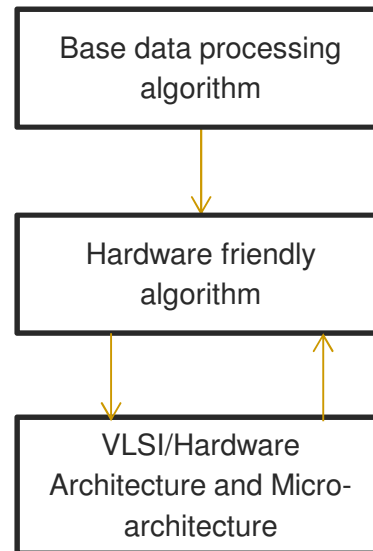 Base data processing
algorithm
Hardware friendly
algorithm
VLSI/Hardware
Architecture and Micro-
architecture